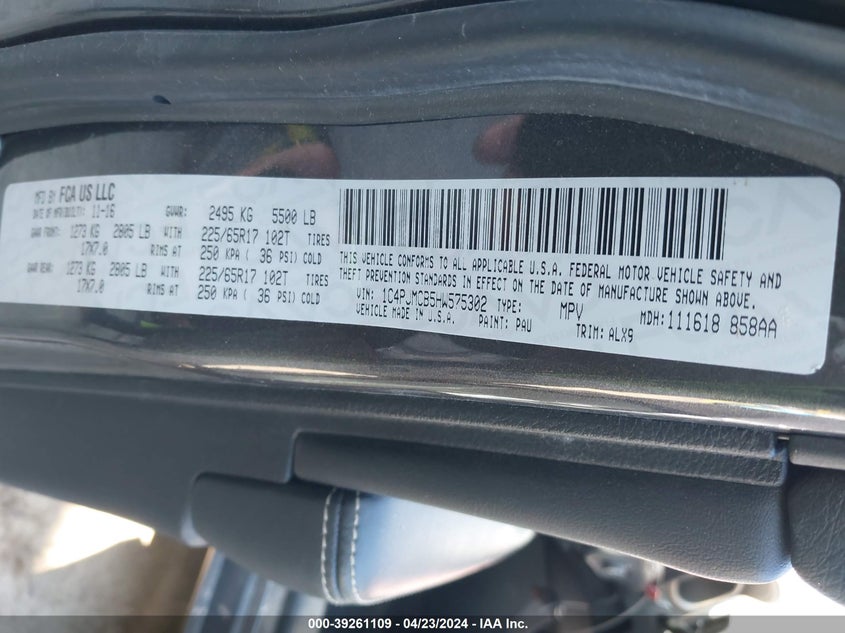 MFD BY FCA US LLC
DATE OF MFR/BUILT: 11-16 GVWR: 2495 KG 5500 LB
GAWR FRONT: 1273 KG 2805 LB WITH 225/65R17 102T TIRES
17X7.0 RIMS AT 250 KPA ( 36 PSI) COLD
GAWR REAR: 1273 KG 2805 LB WITH 225/65R17 102T TIRES
17X7.0 RIMS AT 250 KPA ( 36 PSI) COLD
THIS VEHICLE CONFORMS TO ALL APPLICABLE U.S.A. FEDERAL MOTOR VEHICLE SAFETY AND
THEFT PREVENTION STANDARDS IN EFFECT ON THE DATE OF MANUFACTURE SHOWN ABOVE.
VIN: 1C4PJMCB5HW575302 TYPE: MPV MDH: 111618 858AA
VEHICLE MADE IN U.S.A. PAINT: PAU TRIM: ALX9
000-39261109 - 04/23/2024 - IAA Inc.